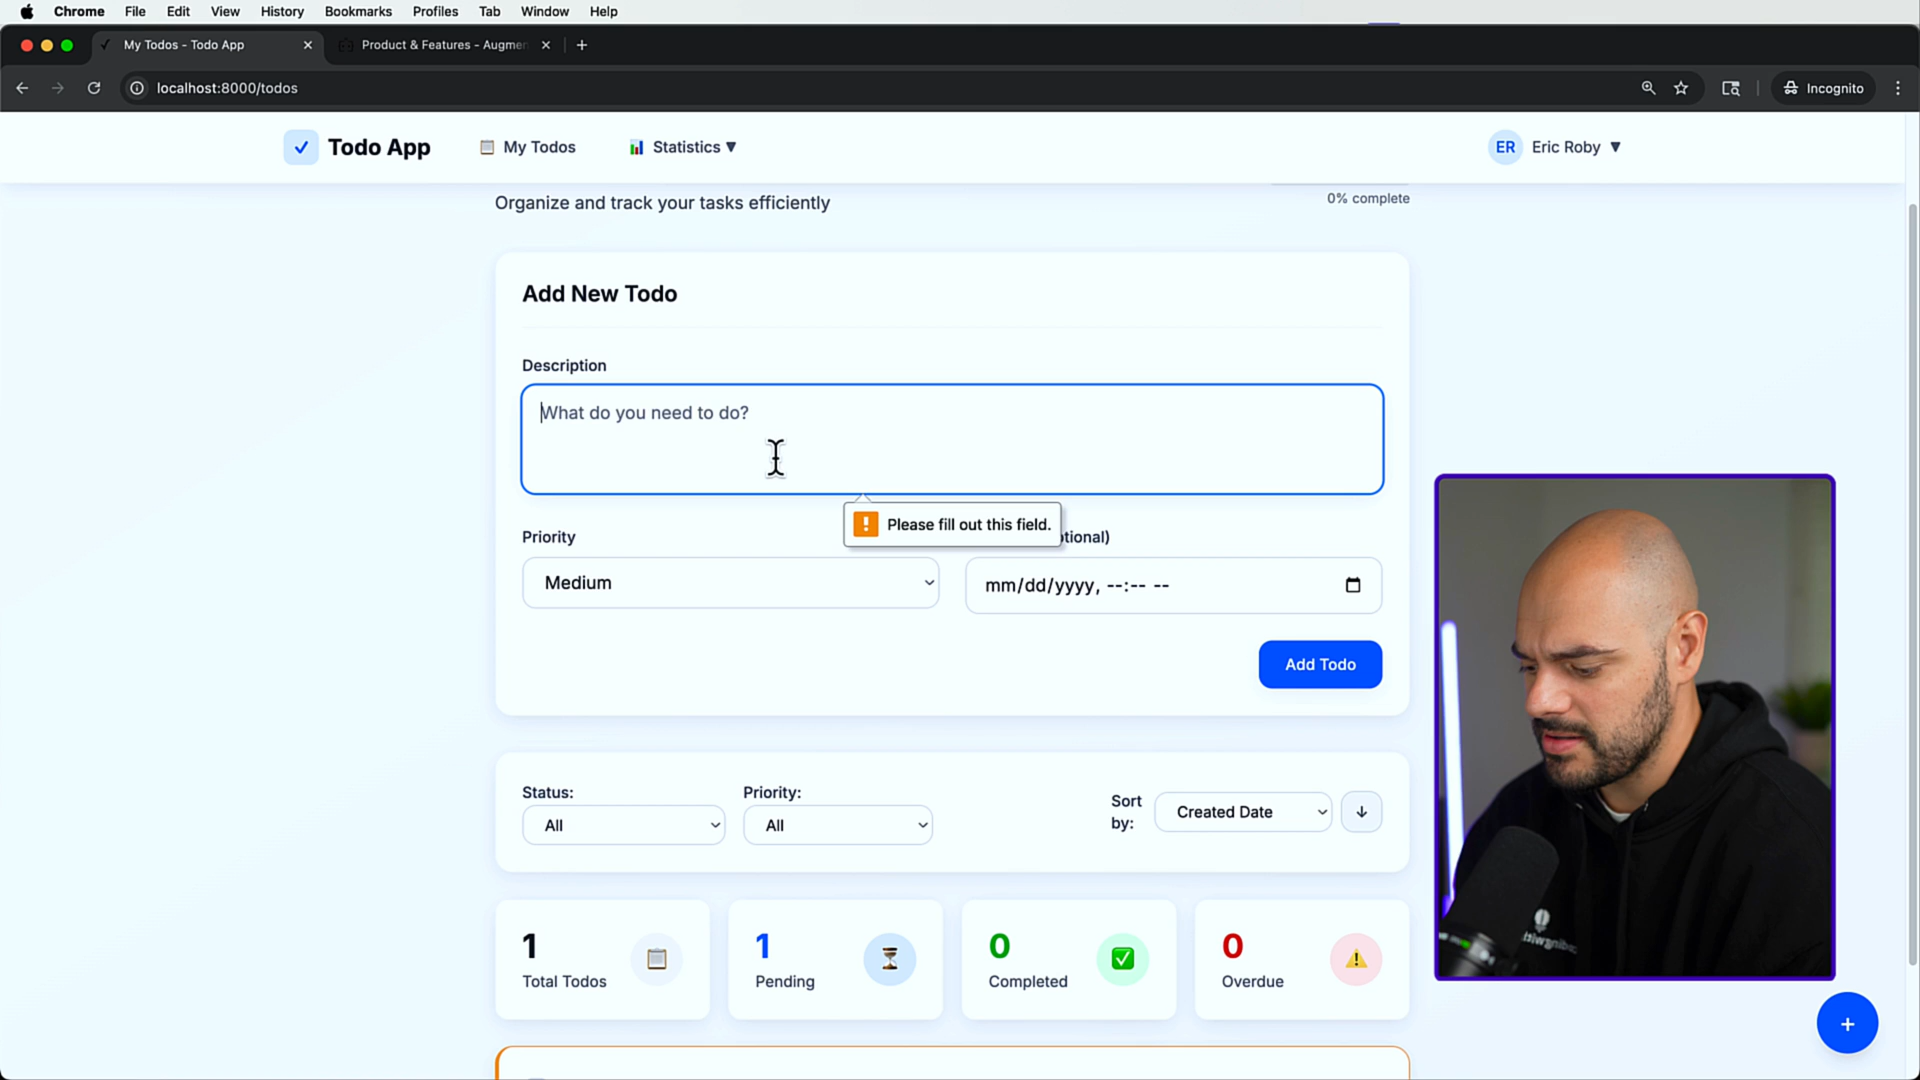 Chrome File Edit View History Bookmarks Profiles Tab Window Help
My Todos - Todo App
Product & Features - Augmen
localhost:8000/todos
Incognito
Todo App
My Todos
Statistics ▼
ER
Eric Roby ▼
Organize and track your tasks efficiently
0% complete
Add New Todo
Description
What do you need to do?
Please fill out this field.
Priority
tional)
Medium
mm/dd/yyyy, --:-- --
Add Todo
Status:
Priority:
Sort by:
All
All
Created Date
1
Total Todos
1
Pending
0
Completed
0
Overdue
+